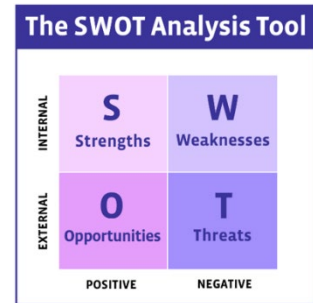 The SWOT Analysis Tool
INTERNAL
S
Strengths
W
Weaknesses
EXTERNAL
O
Opportunities
T
Threats
POSITIVE
NEGATIVE